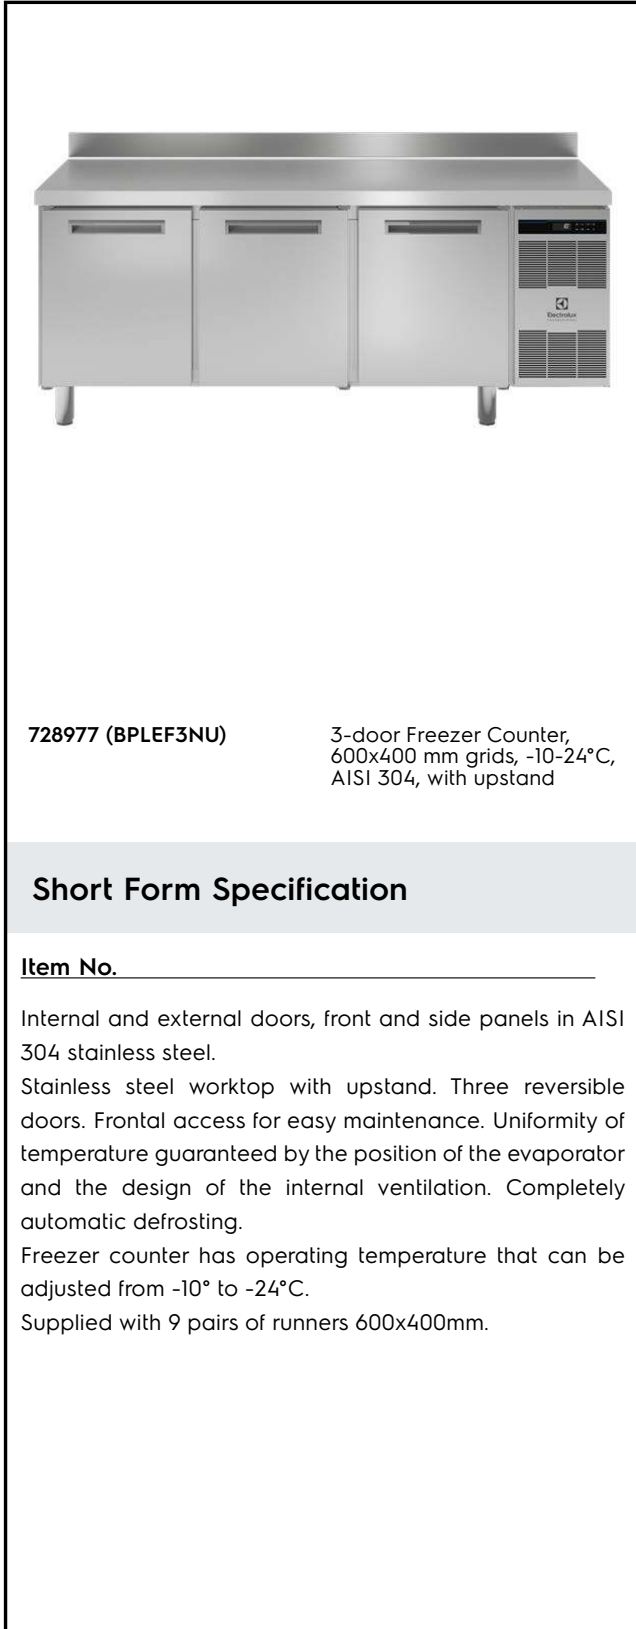 Electrolux
PROFESSIONAL
728977 (BPLEF3NU)
3-door Freezer Counter,
600x400 mm grids, -10-24°C,
AISI 304, with upstand
Short Form Specification
Item No.
Internal and external doors, front and side panels in AISI
304 stainless steel.
Stainless steel worktop with upstand. Three reversible
doors. Frontal access for easy maintenance. Uniformity of
temperature guaranteed by the position of the evaporator
and the design of the internal ventilation. Completely
automatic defrosting.
Freezer counter has operating temperature that can be
adjusted from -10° to -24°C.
Supplied with 9 pairs of runners 600x400mm.